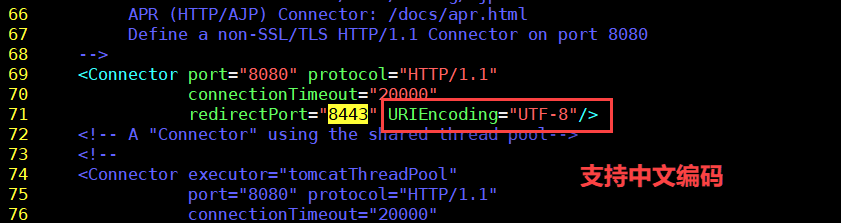 66 APR (HTTP/AJP) Connector: /docs/apr.html
67 Define a non-SSL/TLS HTTP/1.1 Connector on port 8080
68 -->
69 <Connector port="8080" protocol="HTTP/1.1"
70 connectionTimeout="20000"
71 redirectPort="8443" URIEncoding="UTF-8"/>
72 <!-- A "Connector" using the shared thread pool-->
73 <!--
74 <Connector executor="tomcatThreadPool"
支持中文编码
75 port="8080" protocol="HTTP/1.1"
76 connectionTimeout="20000"